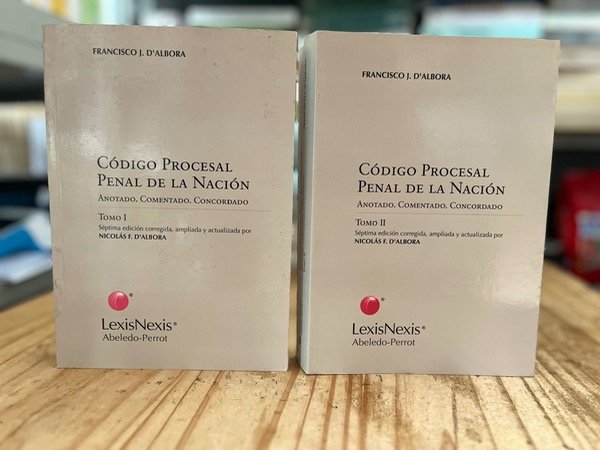 FRANCISCO J. D'ALBORA
CÓDIGO PROCESAL
PENAL DE LA NACIÓN
ANOTADO. COMENTADO. CONCORDADO
TOMO I
Séptima edición corregida, ampliada y actualizada por
NICOLÁS F. D'ALBORA
LexisNexis®
Abeledo-Perrot
FRANCISCO J. D'ALBORA
CÓDIGO PROCESAL
PENAL DE LA NACIÓN
ANOTADO. COMENTADO. CONCORDADO
TOMO II
Séptima edición corregida, ampliada y actualizada por
NICOLÁS F. D'ALBORA
LexisNexis®
Abeledo-Perrot